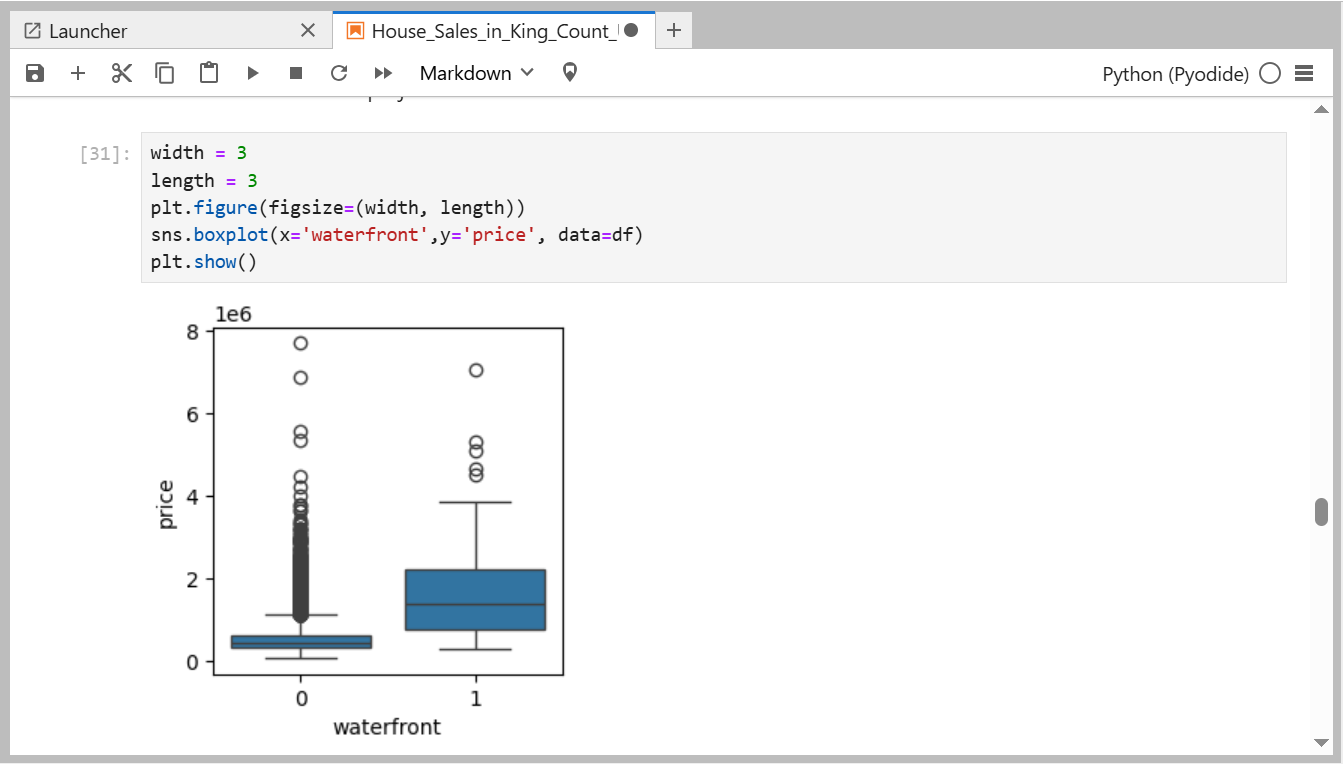 Launcher
House_Sales_in_King_Count_
Markdown
Python (Pyodide)
[31]:
width = 3
length = 3
plt.figure(figsize=(width, length))
sns.boxplot(x='waterfront',y='price', data=df)
plt.show()
1e6
8
6
4
2
0
price
0 1
waterfront